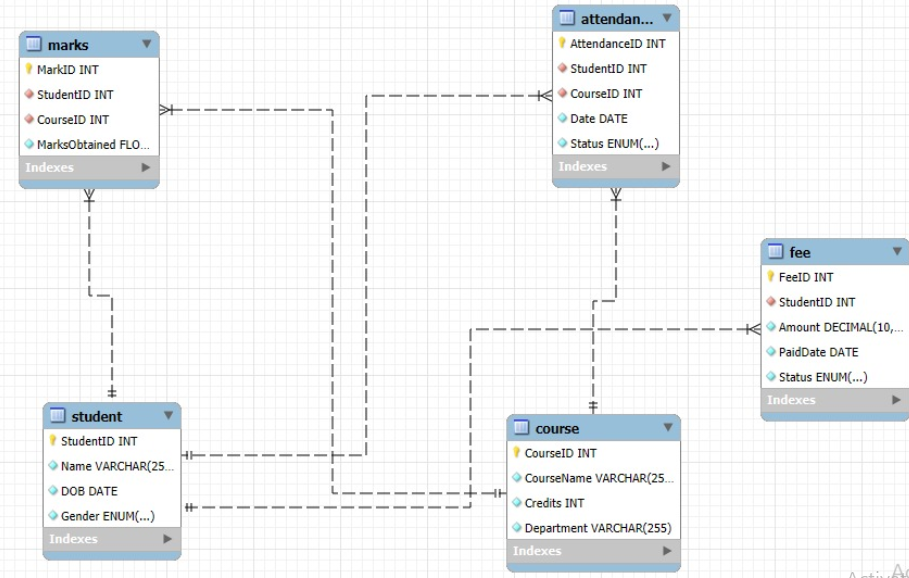 marks
MarkID INT
StudentID INT
CourseID INT
MarksObtained FLO...
Indexes
attendan...
AttendanceID INT
StudentID INT
CourseID INT
Date DATE
Status ENUM(...)
Indexes
fee
FeeID INT
StudentID INT
Amount DECIMAL(10,...
PaidDate DATE
Status ENUM(...)
Indexes
student
StudentID INT
Name VARCHAR(25...
DOB DATE
Gender ENUM(...)
Indexes
course
CourseID INT
CourseName VARCHAR(25...
Credits INT
Department VARCHAR(255)
Indexes